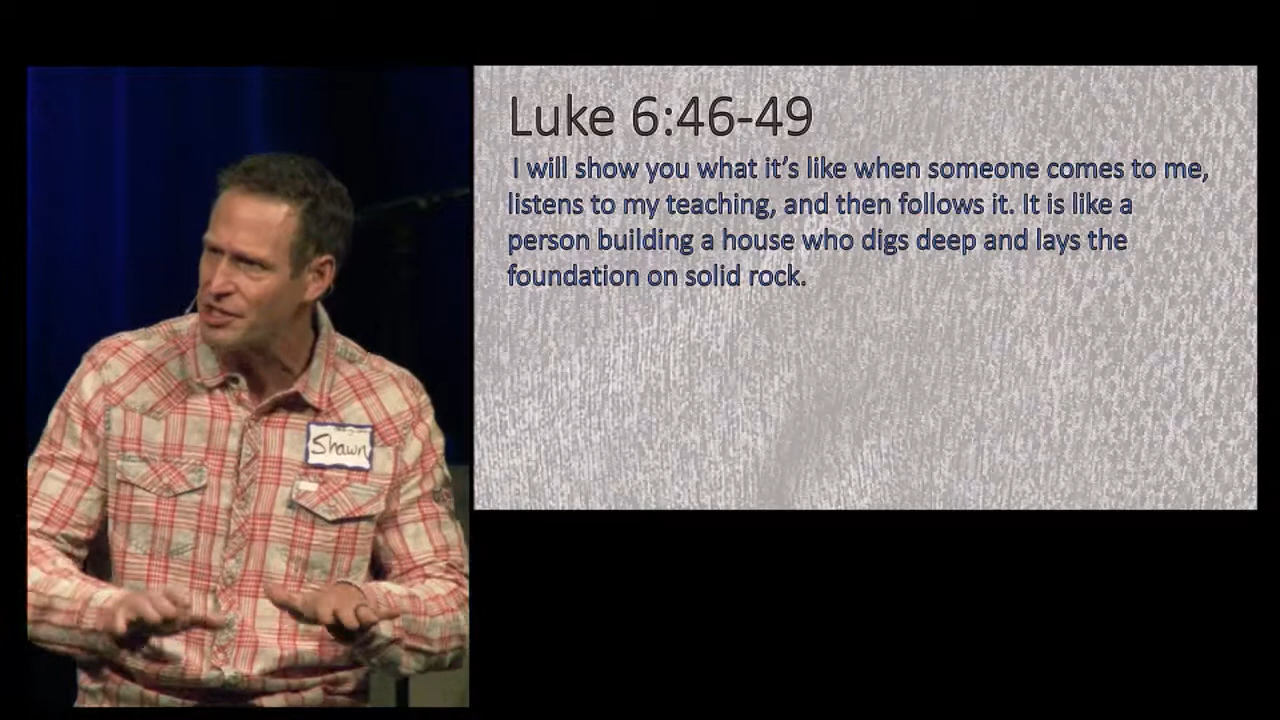 Luke 6:46-49
I will show you what it’s like when someone comes to me,
listens to my teaching, and then follows it. It is like a
person building a house who digs deep and lays the
foundation on solid rock.
Shawn